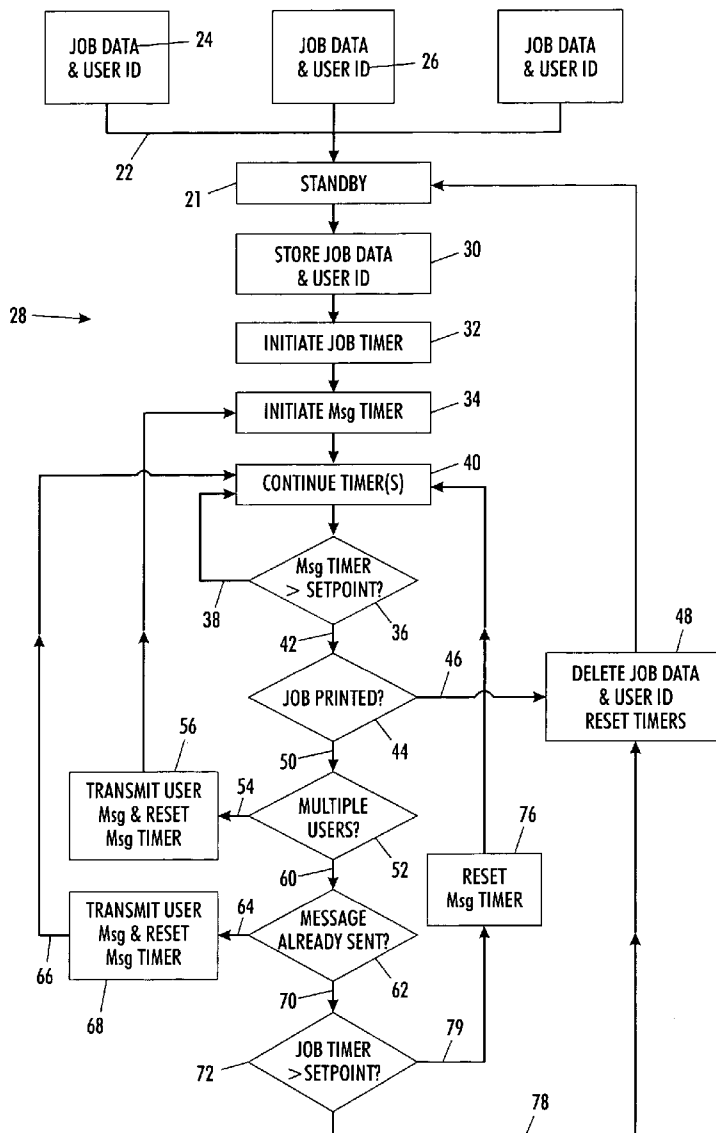 JOB DATA
& USER ID
24
JOB DATA
& USER ID
26
JOB DATA
& USER ID
22
STANDBY
21
STORE JOB DATA
& USER ID
30
28
INITIATE JOB TIMER
32
INITIATE Msg TIMER
34
CONTINUE TIMER(S)
40
Msg TIMER
> SETPOINT?
38
36
42
JOB PRINTED?
46
44
48
DELETE JOB DATA
& USER ID
RESET TIMERS
50
56
TRANSMIT USER
Msg & RESET
Msg TIMER
54
MULTIPLE
USERS?
52
76
RESET
Msg TIMER
60
TRANSMIT USER
Msg & RESET
Msg TIMER
64
MESSAGE
ALREADY SENT?
62
66
68
70
72
JOB TIMER
> SETPOINT?
79
78